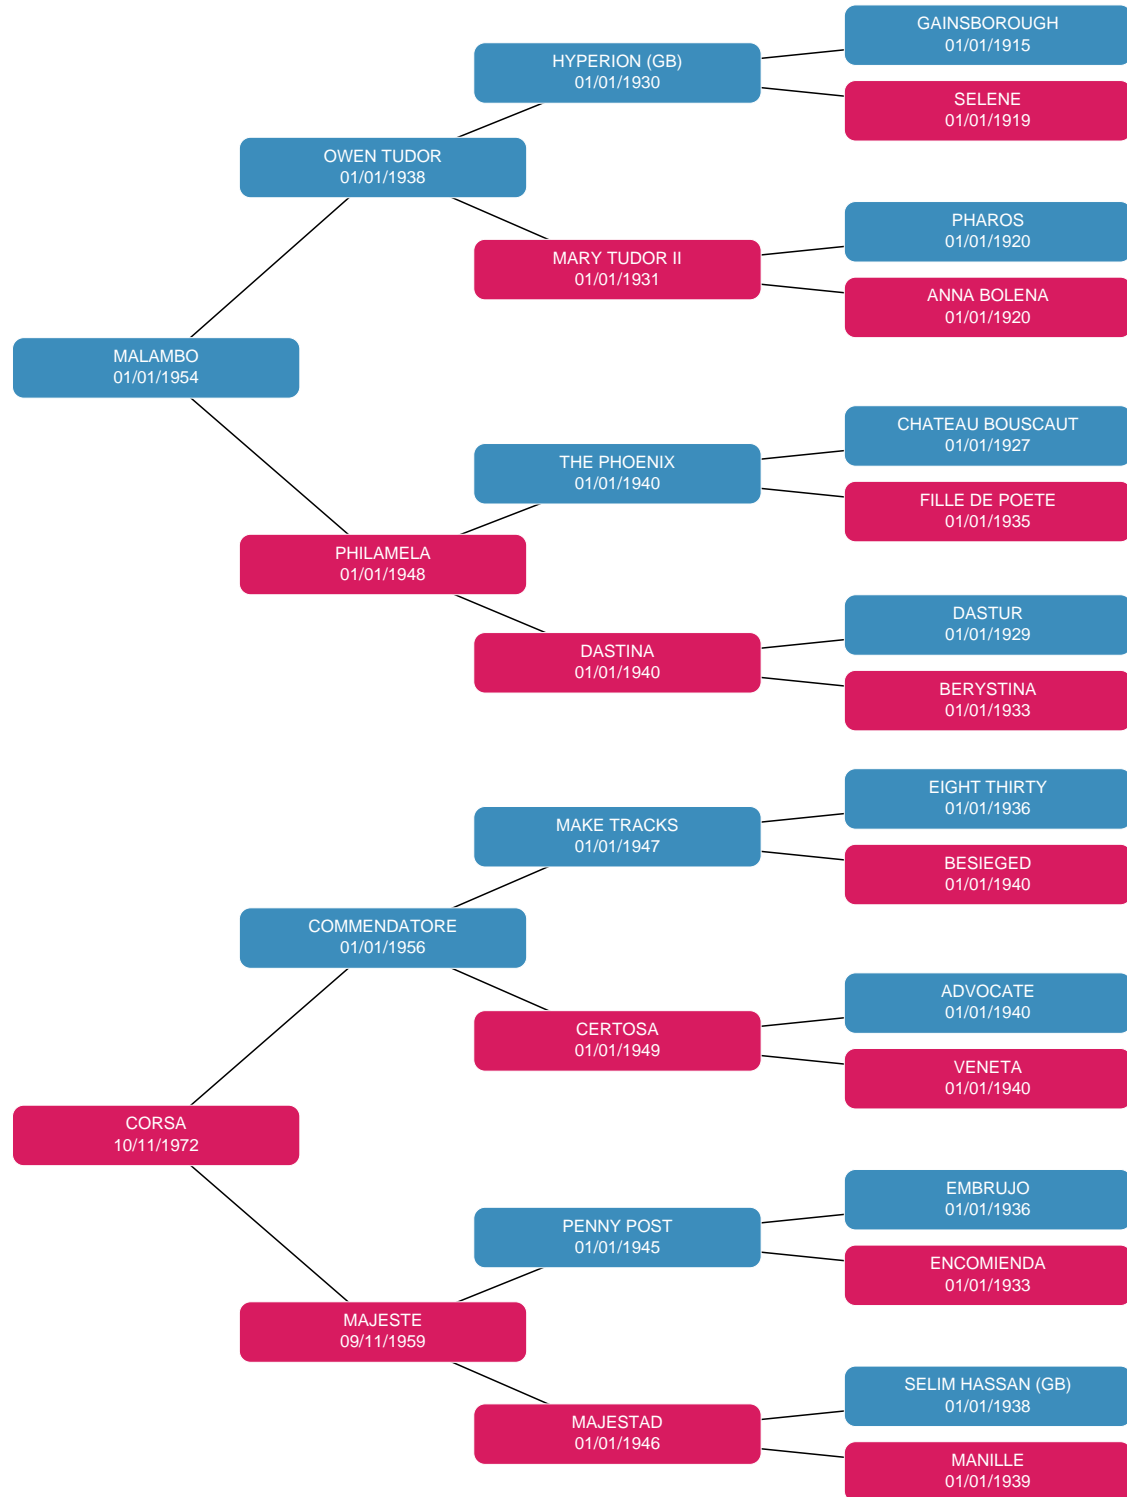 GAINSBOROUGH
01/01/1915
HYPERION (GB)
01/01/1930
SELENE
01/01/1919
OWEN TUDOR
01/01/1938
PHAROS
01/01/1920
MARY TUDOR II
01/01/1931
ANNA BOLENA
01/01/1920
MALAMBO
01/01/1954
CHATEAU BOUSCAUT
01/01/1927
THE PHOENIX
01/01/1940
FILLE DE POETE
01/01/1935
PHILAMELA
01/01/1948
DASTUR
01/01/1929
DASTINA
01/01/1940
BERYSTINA
01/01/1933
EIGHT THIRTY
01/01/1936
MAKE TRACKS
01/01/1947
BESIEGED
01/01/1940
COMMENDATORE
01/01/1956
ADVOCATE
01/01/1940
CERTOSA
01/01/1949
VENETA
01/01/1940
CORSA
10/11/1972
EMBRUJO
01/01/1936
PENNY POST
01/01/1945
ENCOMIENDA
01/01/1933
MAJESTE
09/11/1959
SELIM HASSAN (GB)
01/01/1938
MAJESTAD
01/01/1946
MANILLE
01/01/1939